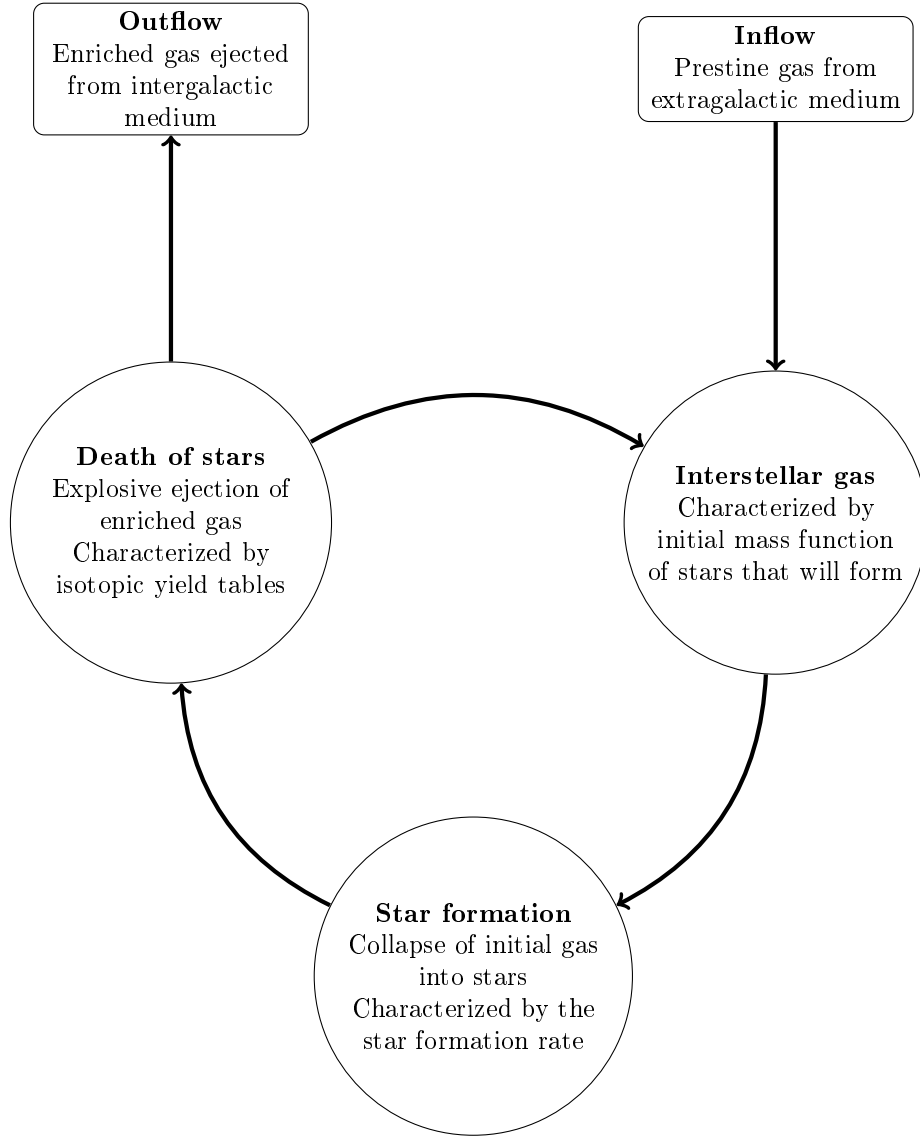 Outflow
Enriched gas ejected
from intergalactic
medium
Inflow
Prestine gas from
extragalactic medium
Death of stars
Explosive ejection of
enriched gas
Characterized by
isotopic yield tables
Interstellar gas
Characterized by
initial mass function
of stars that will form
Star formation
Collapse of initial gas
into stars
Characterized by the
star formation rate